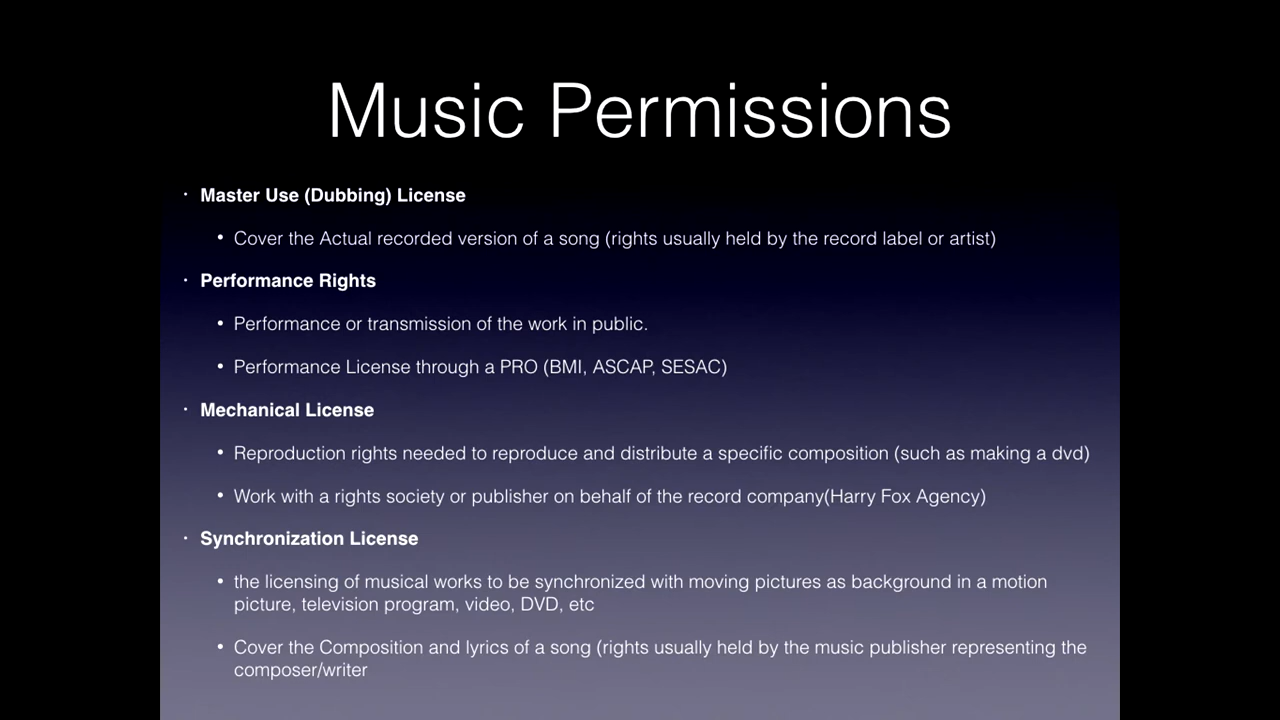 Music Permissions
· Master Use (Dubbing) License
• Cover the Actual recorded version of a song (rights usually held by the record label or artist)
· Performance Rights
• Performance or transmission of the work in public.
• Performance License through a PRO (BMI, ASCAP, SESAC)
· Mechanical License
• Reproduction rights needed to reproduce and distribute a specific composition (such as making a dvd)
• Work with a rights society or publisher on behalf of the record company(Harry Fox Agency)
· Synchronization License
• the licensing of musical works to be synchronized with moving pictures as background in a motion
picture, television program, video, DVD, etc
• Cover the Composition and lyrics of a song (rights usually held by the music publisher representing the
composer/writer